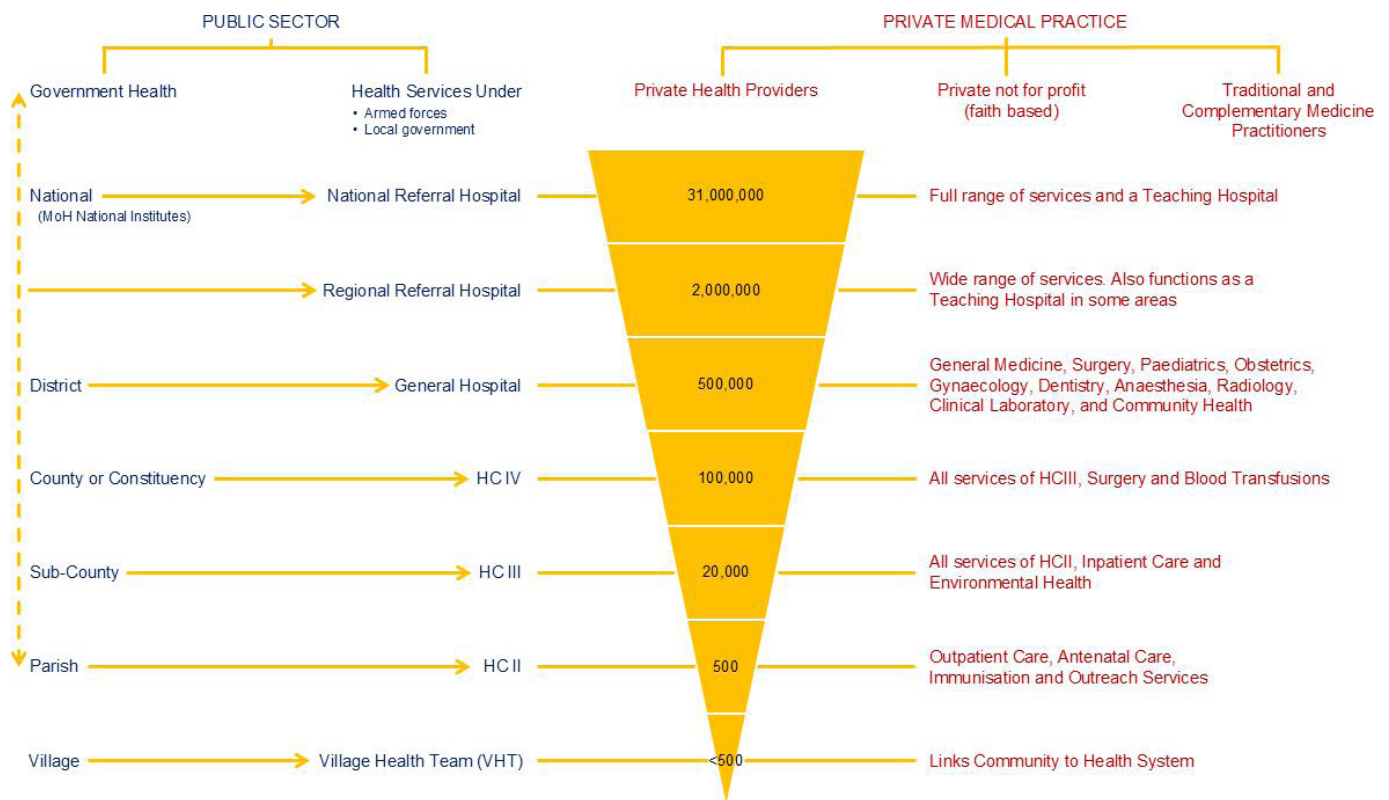 PUBLIC SECTOR
PRIVATE MEDICAL PRACTICE
Government Health
Health Services Under
• Armed forces
• Local government
Private Health Providers
Private not for profit
(faith based)
Traditional and
Complementary Medicine
Practitioners
National
(MoH National Institutes)
National Referral Hospital
31,000,000
Full range of services and a Teaching Hospital
Regional Referral Hospital
2,000,000
Wide range of services. Also functions as a
Teaching Hospital in some areas
District
General Hospital
500,000
General Medicine, Surgery, Paediatrics, Obstetrics,
Gynaecology, Dentistry, Anaesthesia, Radiology,
Clinical Laboratory, and Community Health
County or Constituency
HC IV
100,000
All services of HCIII, Surgery and Blood Transfusions
Sub-County
HC III
20,000
All services of HCII, Inpatient Care and
Environmental Health
Parish
HC II
500
Outpatient Care, Antenatal Care,
Immunisation and Outreach Services
Village
Village Health Team (VHT)
<500
Links Community to Health System